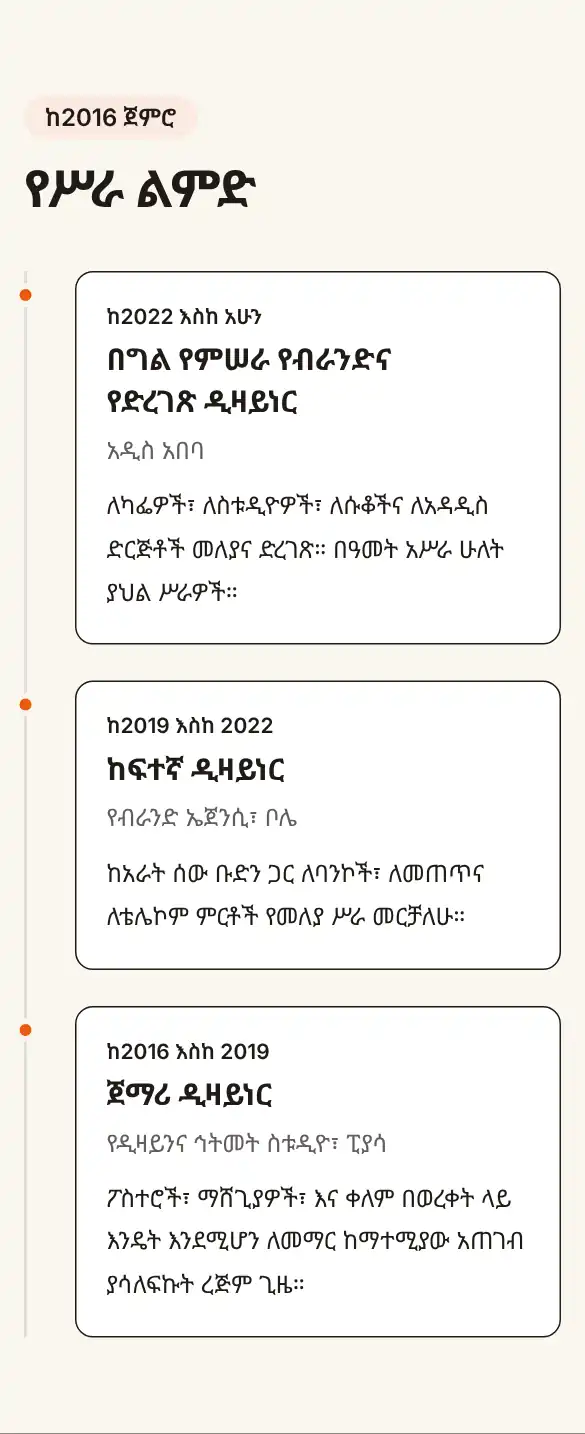 ከ2016 ጀምሮ
የሥራ ልምድ
ከ2022 እስከ አሁን
በግል የምሠራ የብራንድና
የድረገጽ ዲዛይነር
አዲስ አበባ
ለካፌዎች፣ ለስቱዲዮዎች፣ ለሱቆችና ለአዳዲስ
ድርጅቶች መለያና ድረገጽ። በዓመት አሥራ ሁለት
ያህል ሥራዎች።
ከ2019 እስከ 2022
ከፍተኛ ዲዛይነር
የብራንድ ኤጀንሲ፣ ቦሌ
ከአራት ሰው ቡድን ጋር ለባንኮች፣ ለመጠጥና
ለቴሌኮም ምርቶች የመለያ ሥራ መርቻለሁ።
ከ2016 እስከ 2019
ጀማሪ ዲዛይነር
የዲዛይንና ኅትመት ስቱዲዮ፣ ፒያሳ
ፖስተሮች፣ ማሸጊያዎች፣ እና ቀለም በወረቀት ላይ
እንዴት እንደሚሆን ለመማር ከማተሚያው አጠገብ
ያሳለፍኩት ረጅም ጊዜ።